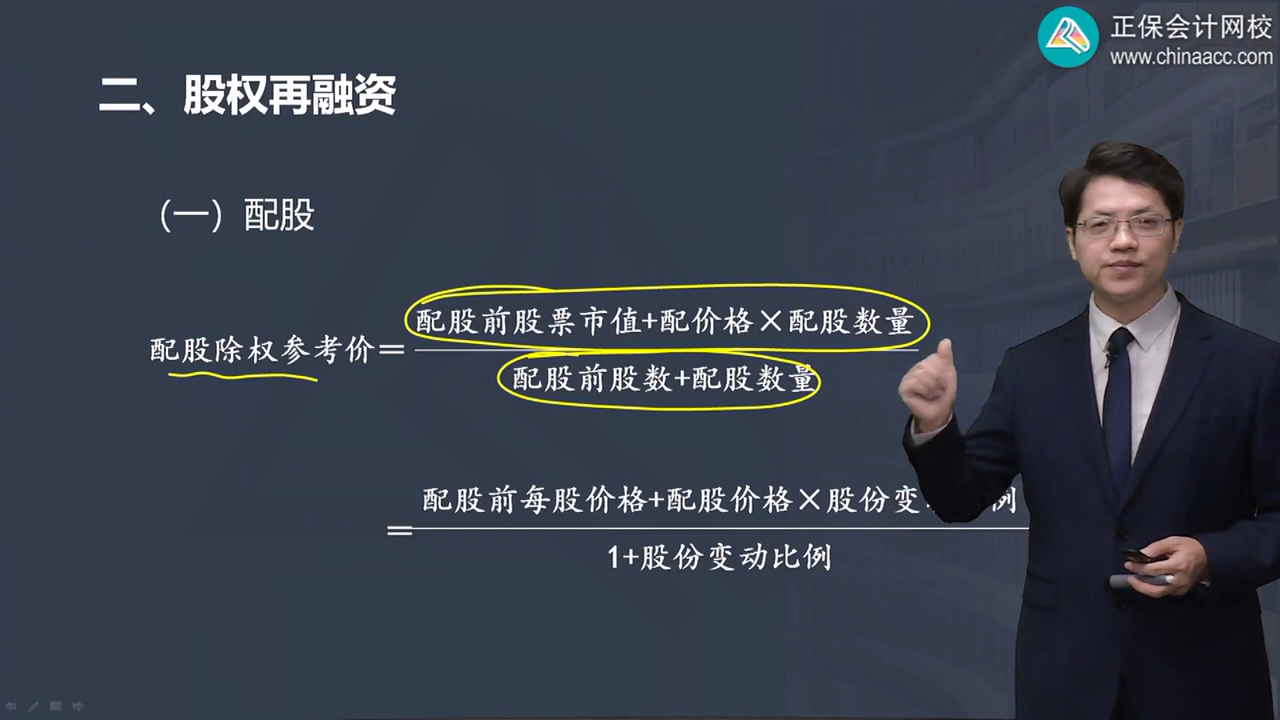 正保会计网校
www.chinaacc.com
二、股权再融资
（一）配股
配股除权参考价＝
配股前股票市值+配价格×配股数量
配股前股数+配股数量
＝
配股前每股价格+配股价格×股份变 例
1+股份变动比例